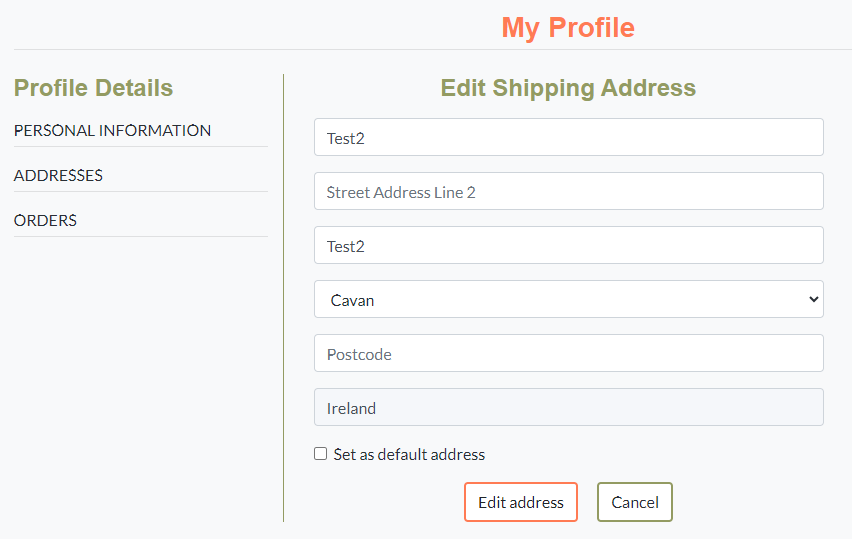 My Profile
Profile Details
PERSONAL INFORMATION
ADDRESSES
ORDERS
Edit Shipping Address
Test2
Street Address Line 2
Test2
Cavan
Postcode
Ireland
Set as default address
Edit address
Cancel